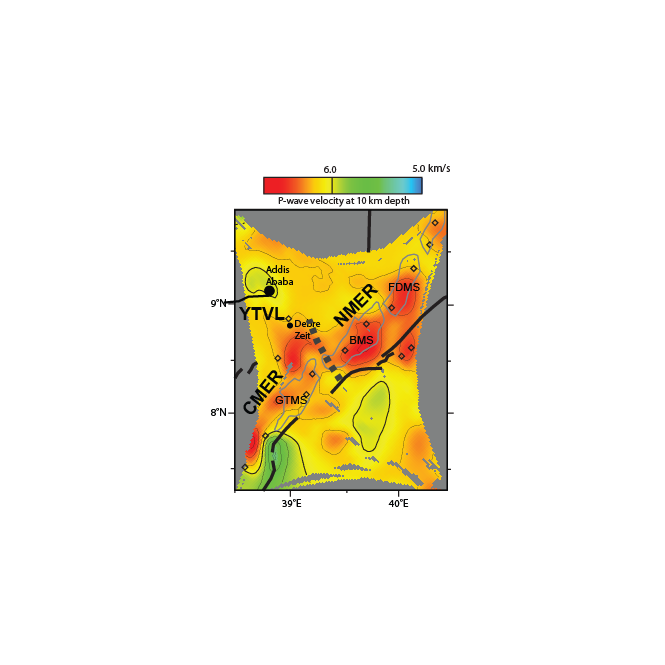 6.0
5.0 km/s
P-wave velocity at 10 km depth
Addis
Ababa
FDMS
9°N
YTVL
NMER
Debre
Zeit
BMS
CMER
GTMS
8°N
39°E
40°E